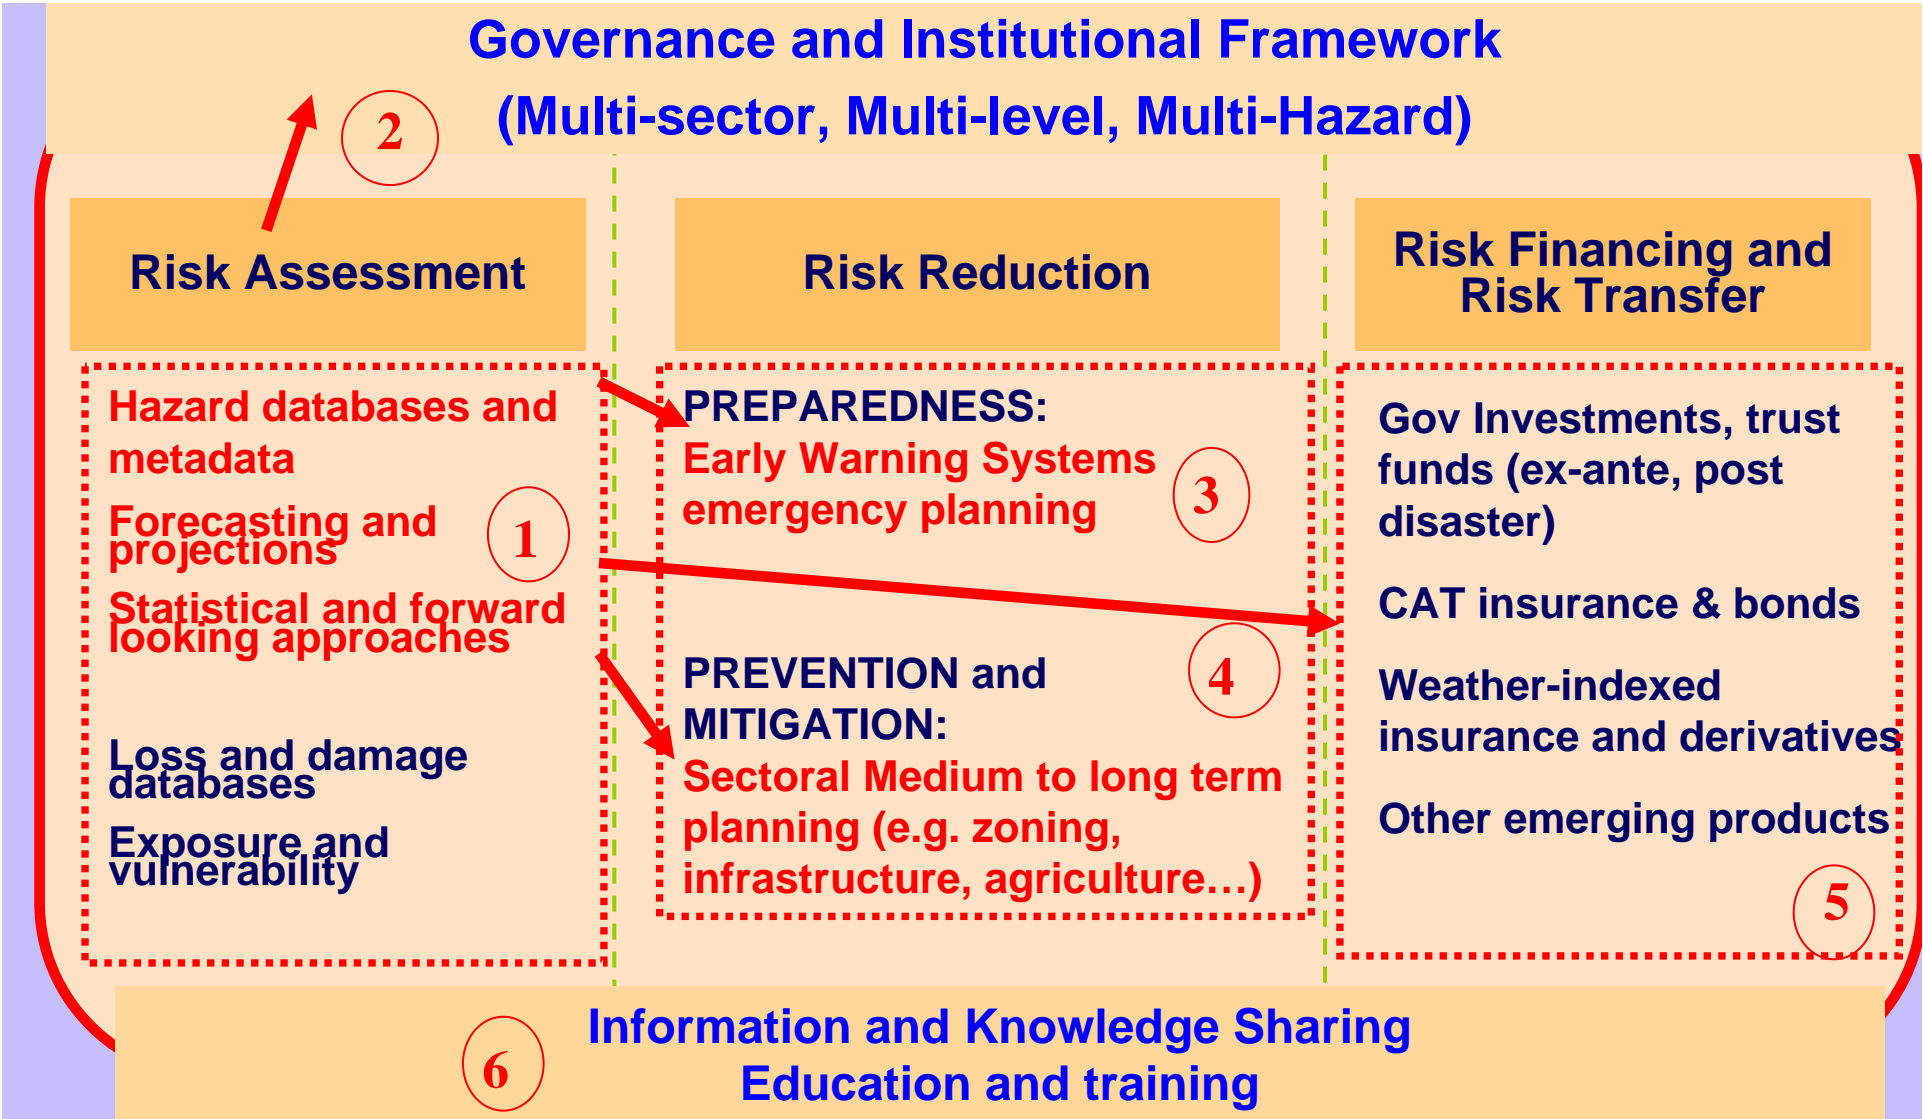 Governance and Institutional Framework
(Multi-sector, Multi-level, Multi-Hazard)
2
Risk Assessment
Hazard databases and
metadata
Forecasting and
projections
1
Statistical and forward
looking approaches
Loss and damage
databases
Exposure and
vulnerability
Risk Reduction
PREPAREDNESS:
Early Warning Systems
emergency planning
3
PREVENTION and
MITIGATION:
4
Sectoral Medium to long term
planning (e.g. zoning,
infrastructure, agriculture…)
Risk Financing and
Risk Transfer
Gov Investments, trust
funds (ex-ante, post
disaster)
CAT insurance & bonds
Weather-indexed
insurance and derivatives
Other emerging products
5
Information and Knowledge Sharing
6
Education and training